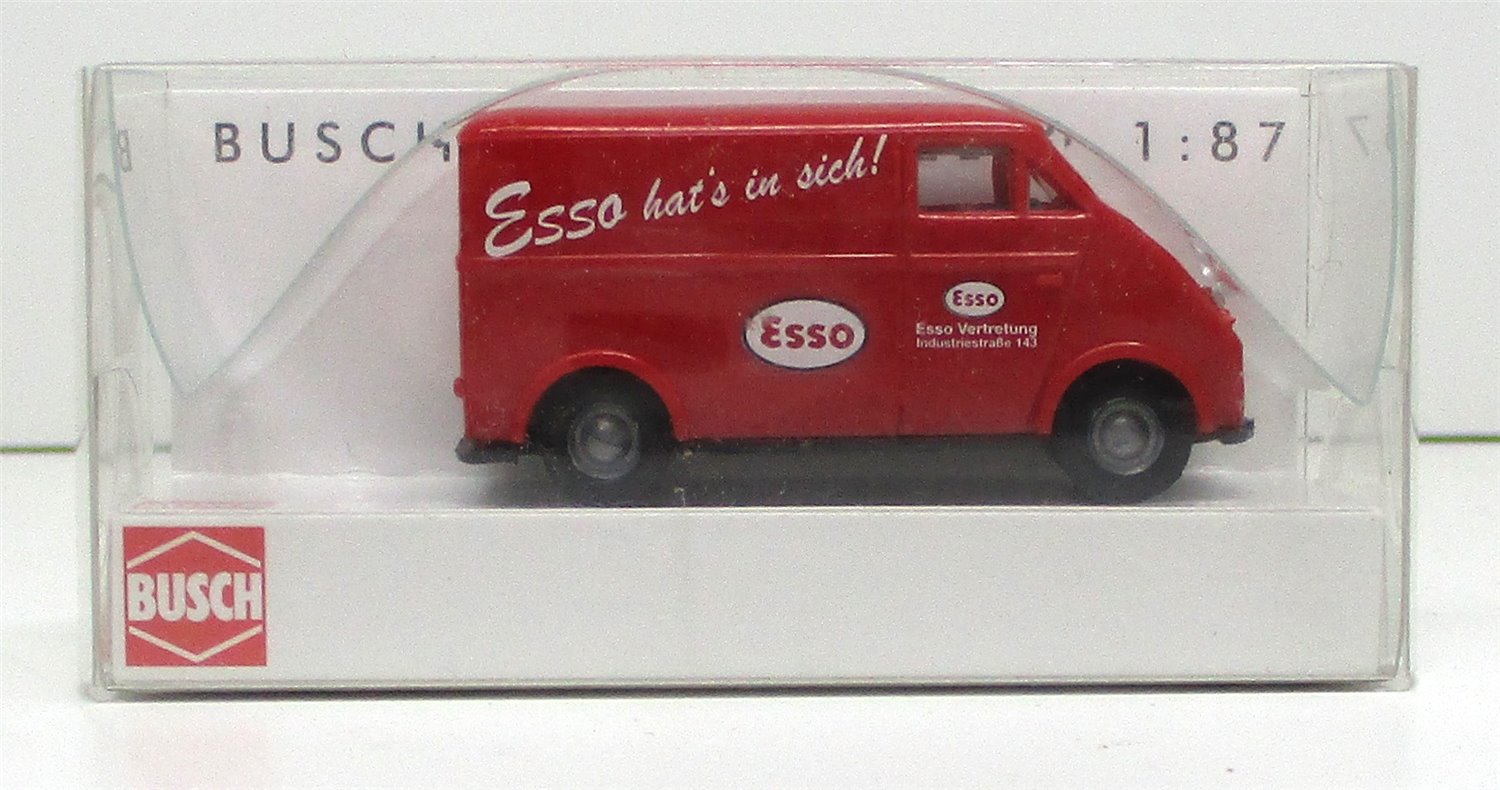 BUSCH 1:87
Esso hat's in sich!
Esso
Esso
Esso Vertretung
Industriestraße 143
BUSCH